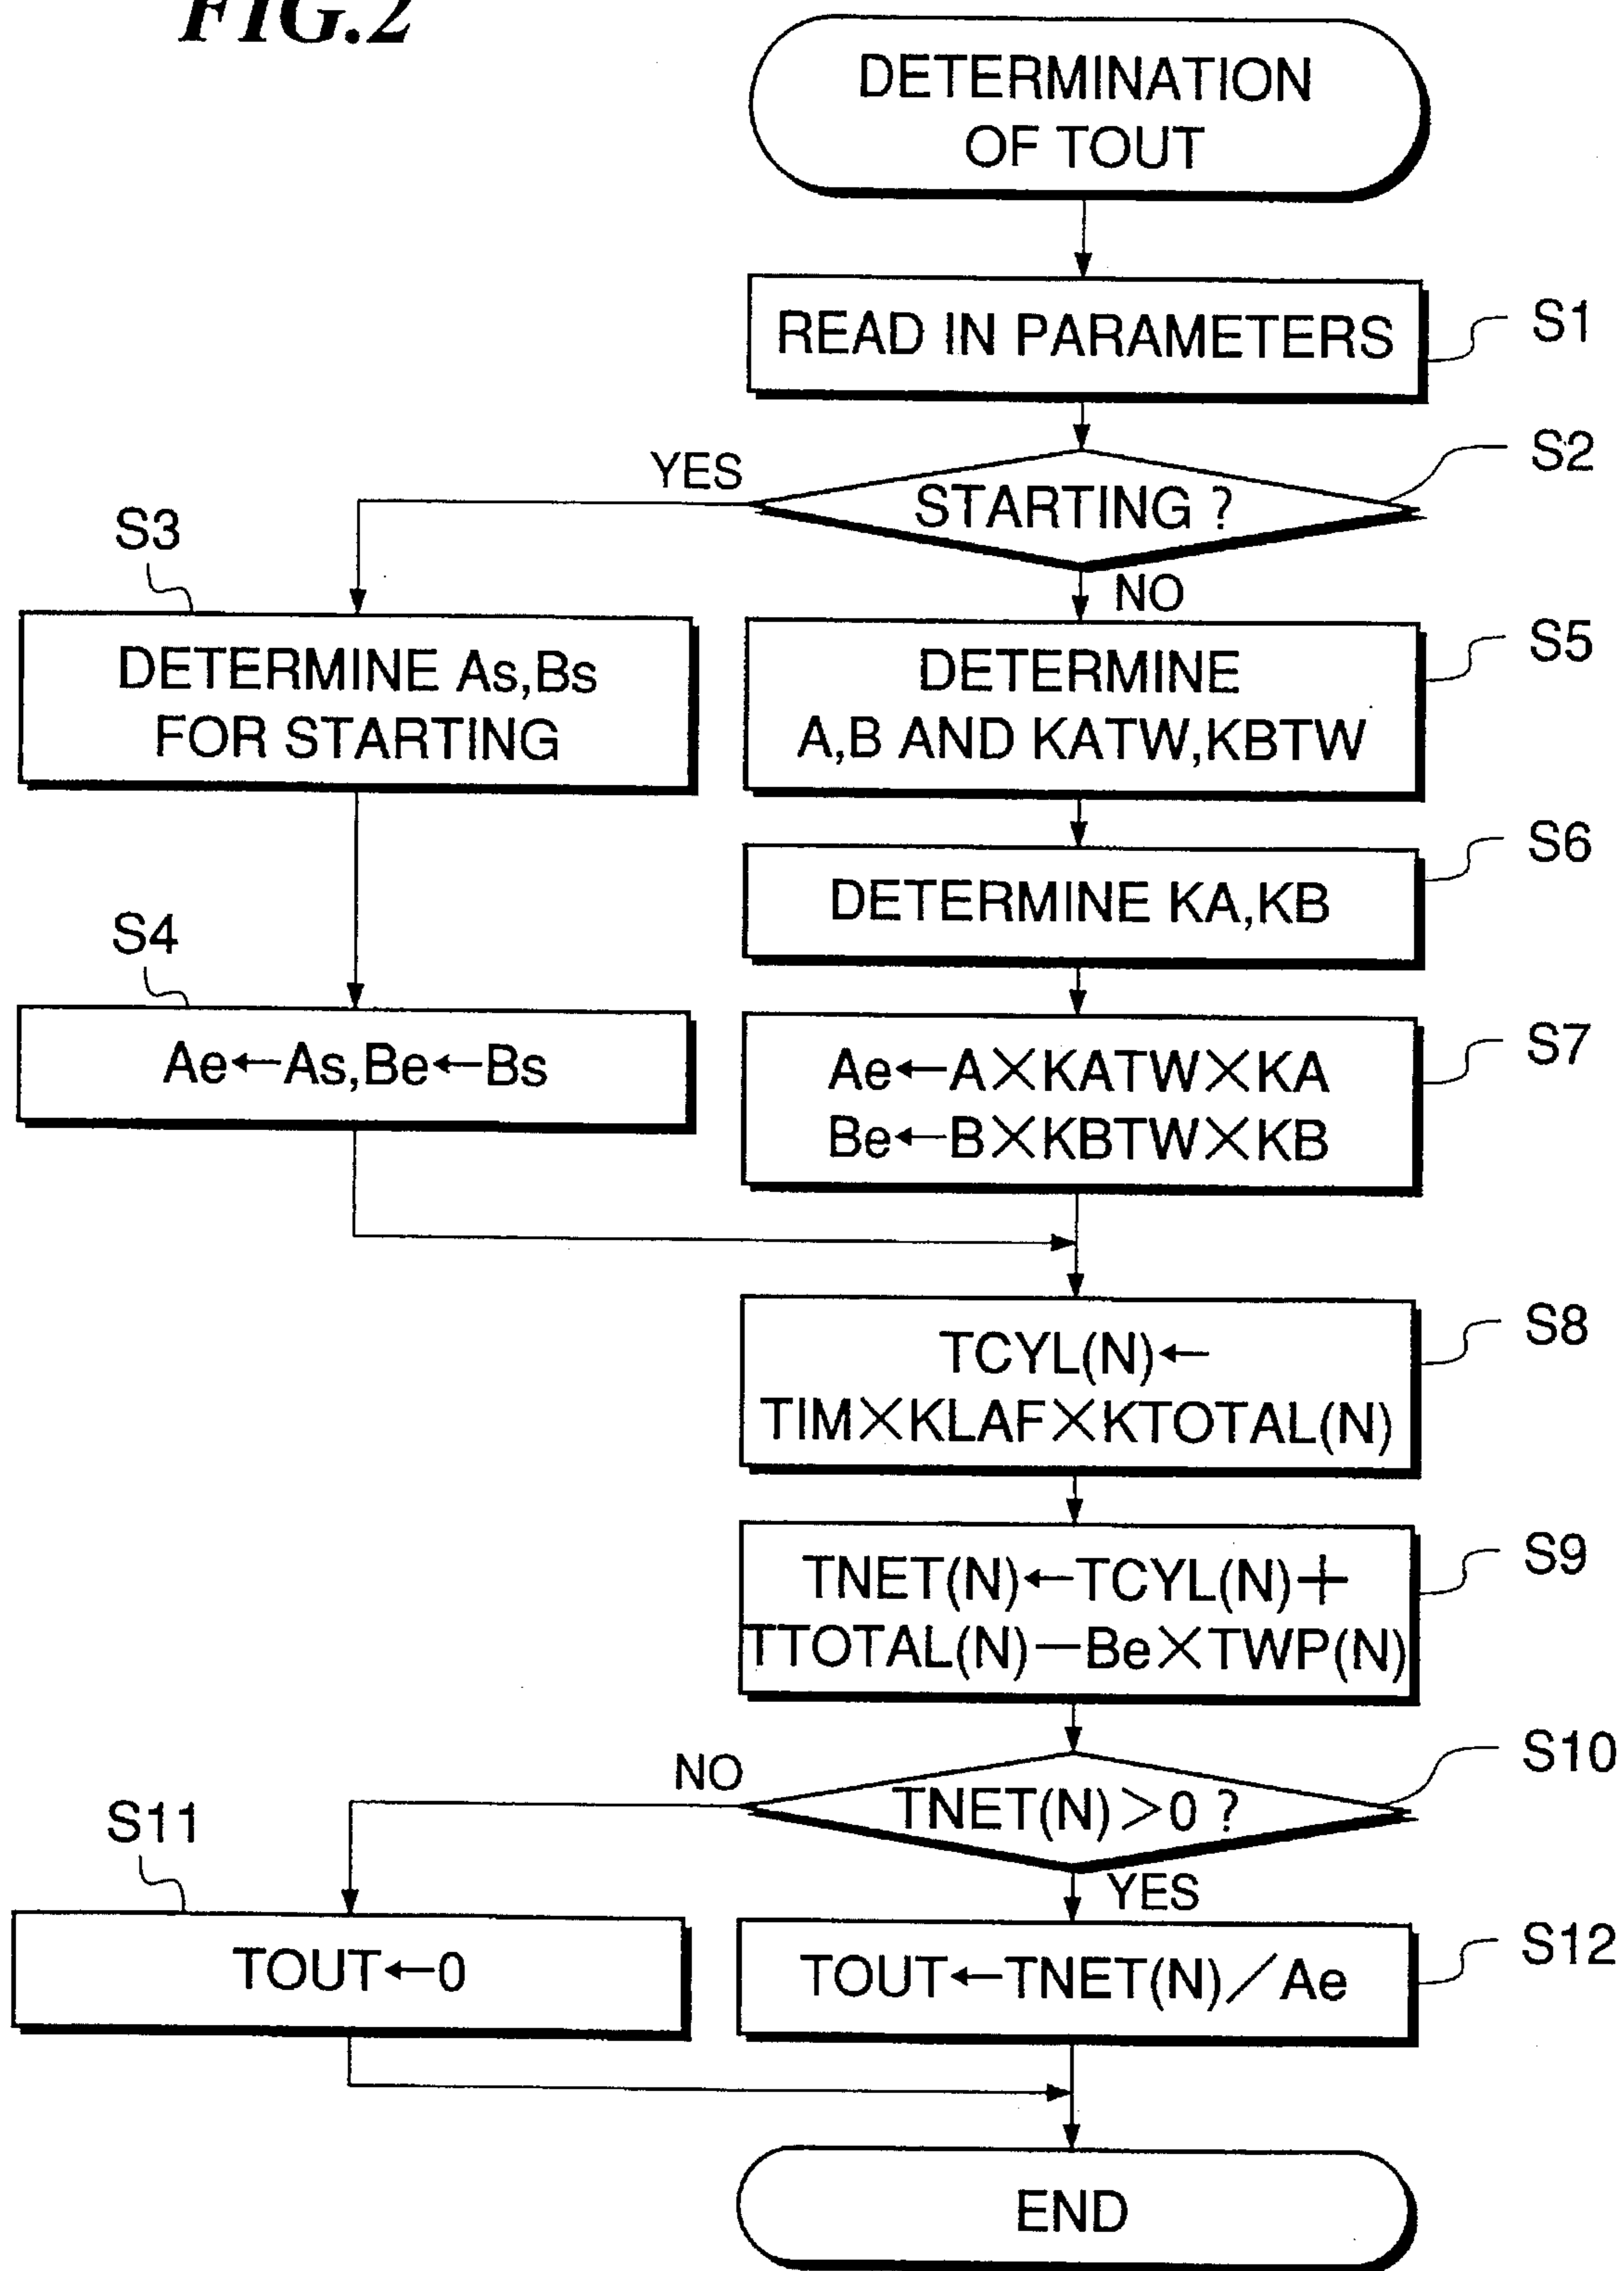 FIG.2
DETERMINATION
OF TOUT
READ IN PARAMETERS
S1
S2
YES
STARTING ?
NO
S3
DETERMINE As,Bs
FOR STARTING
S5
DETERMINE
A,B AND KATW,KBTW
S6
DETERMINE KA,KB
S4
Ae←As,Be←Bs
S7
Ae←A×KATW×KA
Be←B×KBTW×KB
S8
TCYL(N)←
TIM×KLAF×KTOTAL(N)
S9
TNET(N)←TCYL(N)+
TTOTAL(N)−Be×TWP(N)
S10
NO
TNET(N)>0 ?
YES
S11
TOUT←0
S12
TOUT←TNET(N)/Ae
END